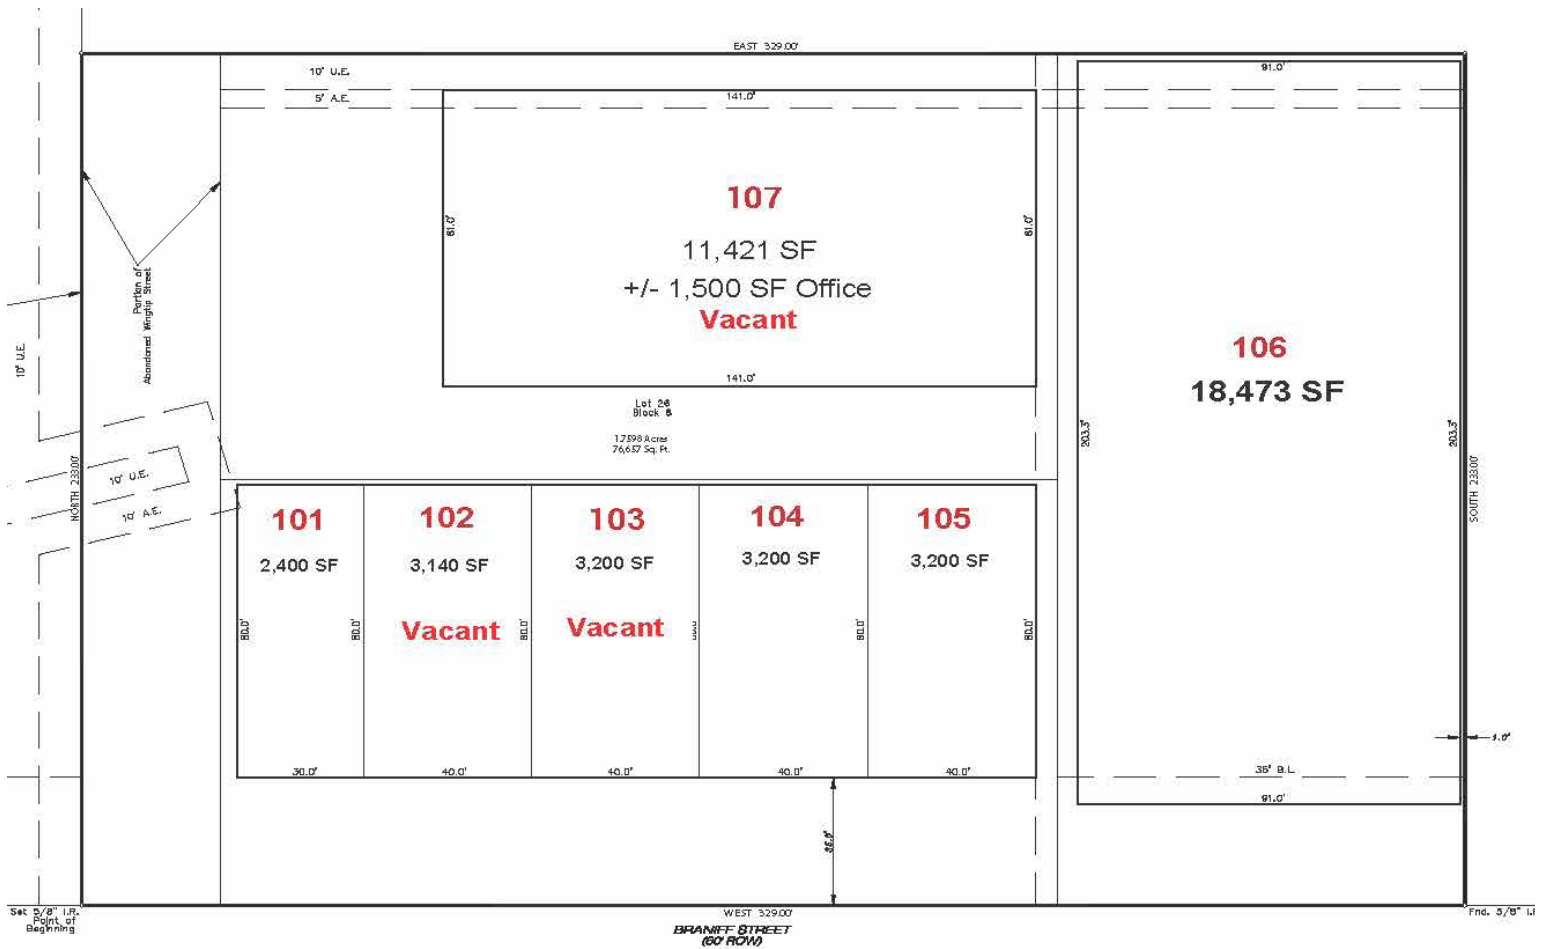 EAST 329.00'
10' U.E.
5' A.E.
141.0'
91.0'
107
11,421 SF
+/- 1,500 SF Office
Vacant
61.0'
61.0'
141.0'
Portion of
Abandoned Wingtip Street
10' U.E.
106
18,473 SF
203.3'
203.3'
Lot 26
Block 8
1.7598 Acres
76,657 Sq. Ft.
NORTH 233.00'
SOUTH 233.00'
10' U.E.
10' A.E.
101
102
103
104
105
2,400 SF
3,140 SF
3,200 SF
3,200 SF
3,200 SF
Vacant
Vacant
80.0'
80.0'
80.0'
80.0'
80.0'
30.0'
40.0'
40.0'
40.0'
40.0'
1.0'
35' B.L.
91.0'
Set 5/8" I.R.
Point of
Beginning
WEST 329.00'
BRANIFF STREET
(60' ROW)
Fnd. 5/8" I.